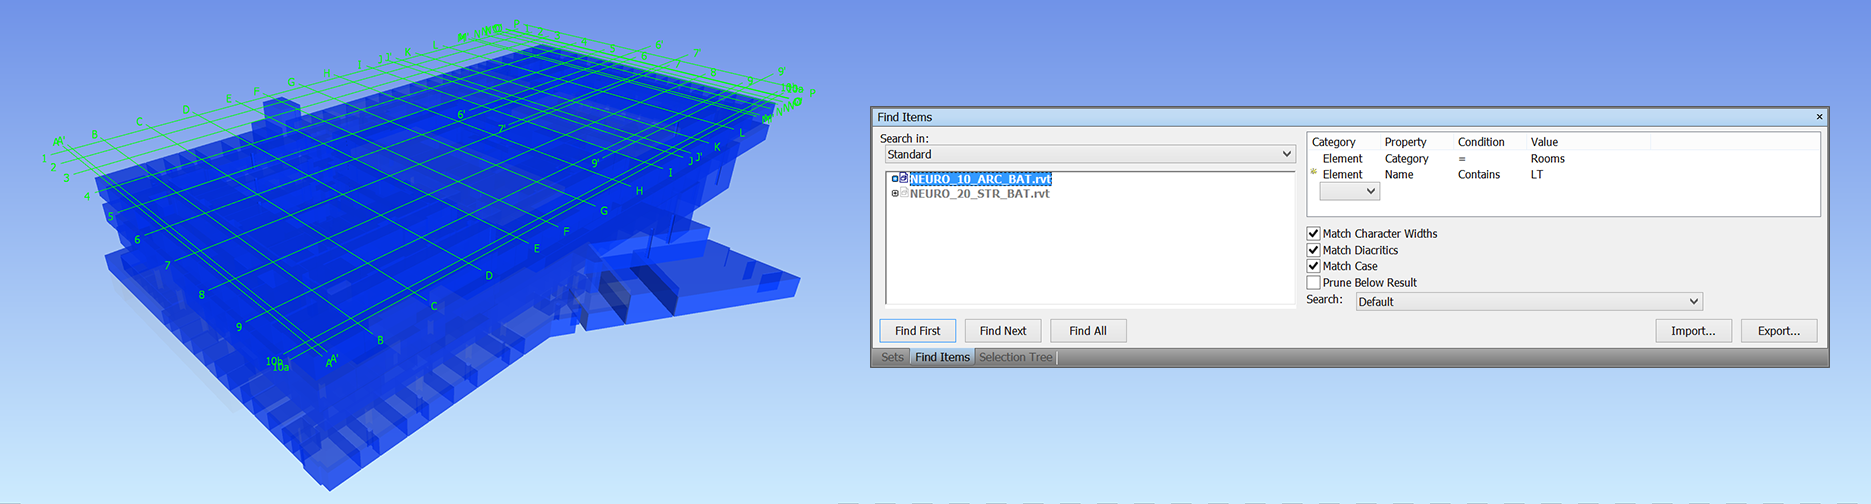 P
6'
9'
G
H
K
L
F
E
D
C
B
A'
1
2
3
4
5
6
7
8
9
10b
10a
6'
7'
9'
L
K
J'
J
I
H
G
F
E
D
C
B
A'
A
Find Items
Search in:
Standard
NEURO_10_ARC_BAT.rvt
NEURO_20_STR_BAT.rvt
Category Property Condition Value
Element Category = Rooms
Element Name Contains LT
Match Character Widths
Match Diacritics
Match Case
Prune Below Result
Search: Default
Find First Find Next Find All Import... Export...
Sets Find Items Selection Tree